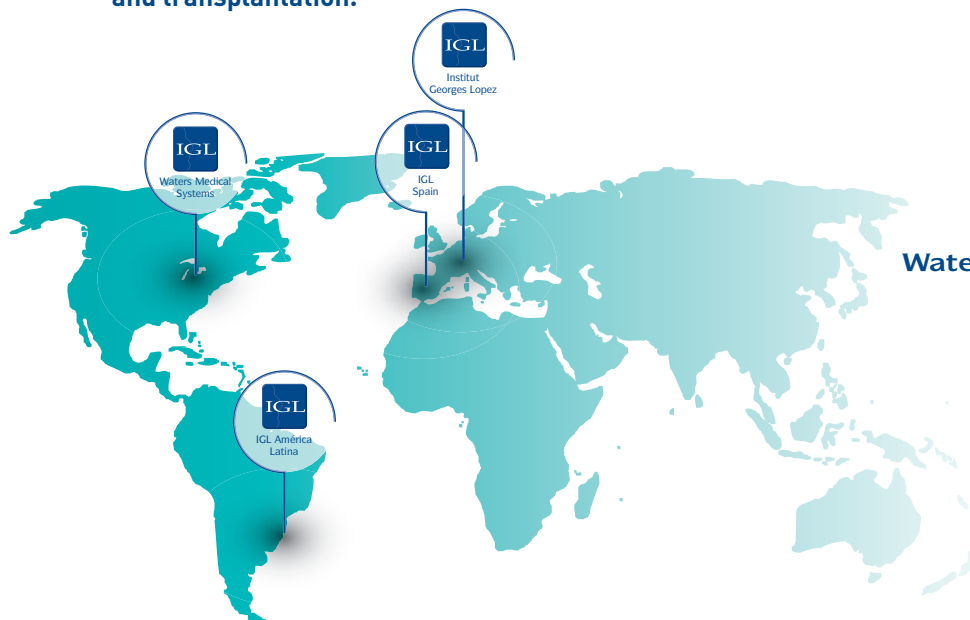 and transplantation.
IGL
Institut
Georges Lopez
IGL
Waters Medical
Systems
IGL
IGL
Spain
Wate
IGL
IGL América
Latina